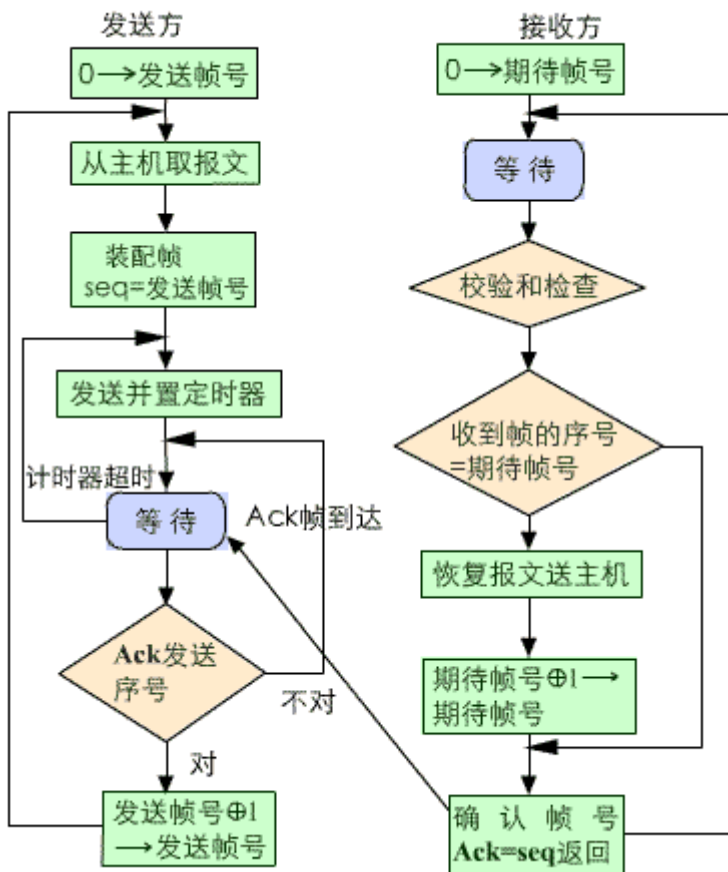 发送方
0→发送帧号
从主机取报文
装配帧
seq=发送帧号
发送并置定时器
计时器超时
等待
Ack帧到达
Ack发送
序号
不对
对
发送帧号⊕1
→发送帧号
接收方
0→期待帧号
等待
校验和检查
收到帧的序号
=期待帧号
恢复报文送主机
期待帧号⊕1→
期待帧号
确认帧号
Ack=seq返回